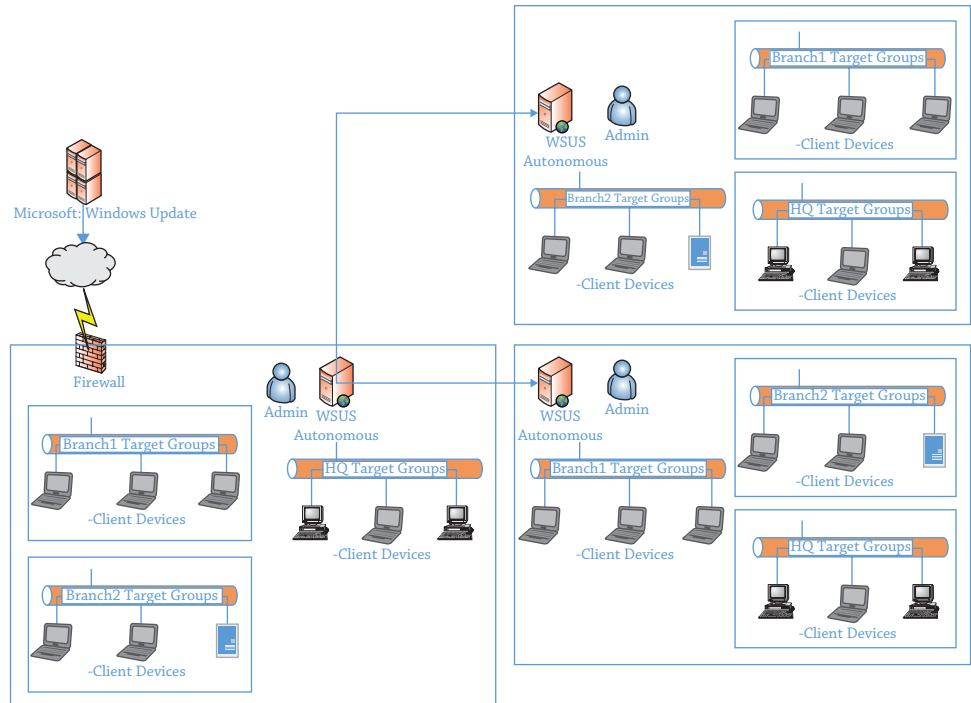 Microsoft: Windows Update
Firewall
Admin
WSUS
Autonomous
Branch1 Target Groups
-Client Devices
HQ Target Groups
-Client Devices
Branch2 Target Groups
-Client Devices
WSUS
Autonomous
Admin
Branch2 Target Groups
-Client Devices
Branch1 Target Groups
-Client Devices
HQ Target Groups
-Client Devices
WSUS
Autonomous
Admin
Branch1 Target Groups
-Client Devices
Branch2 Target Groups
-Client Devices
HQ Target Groups
-Client Devices